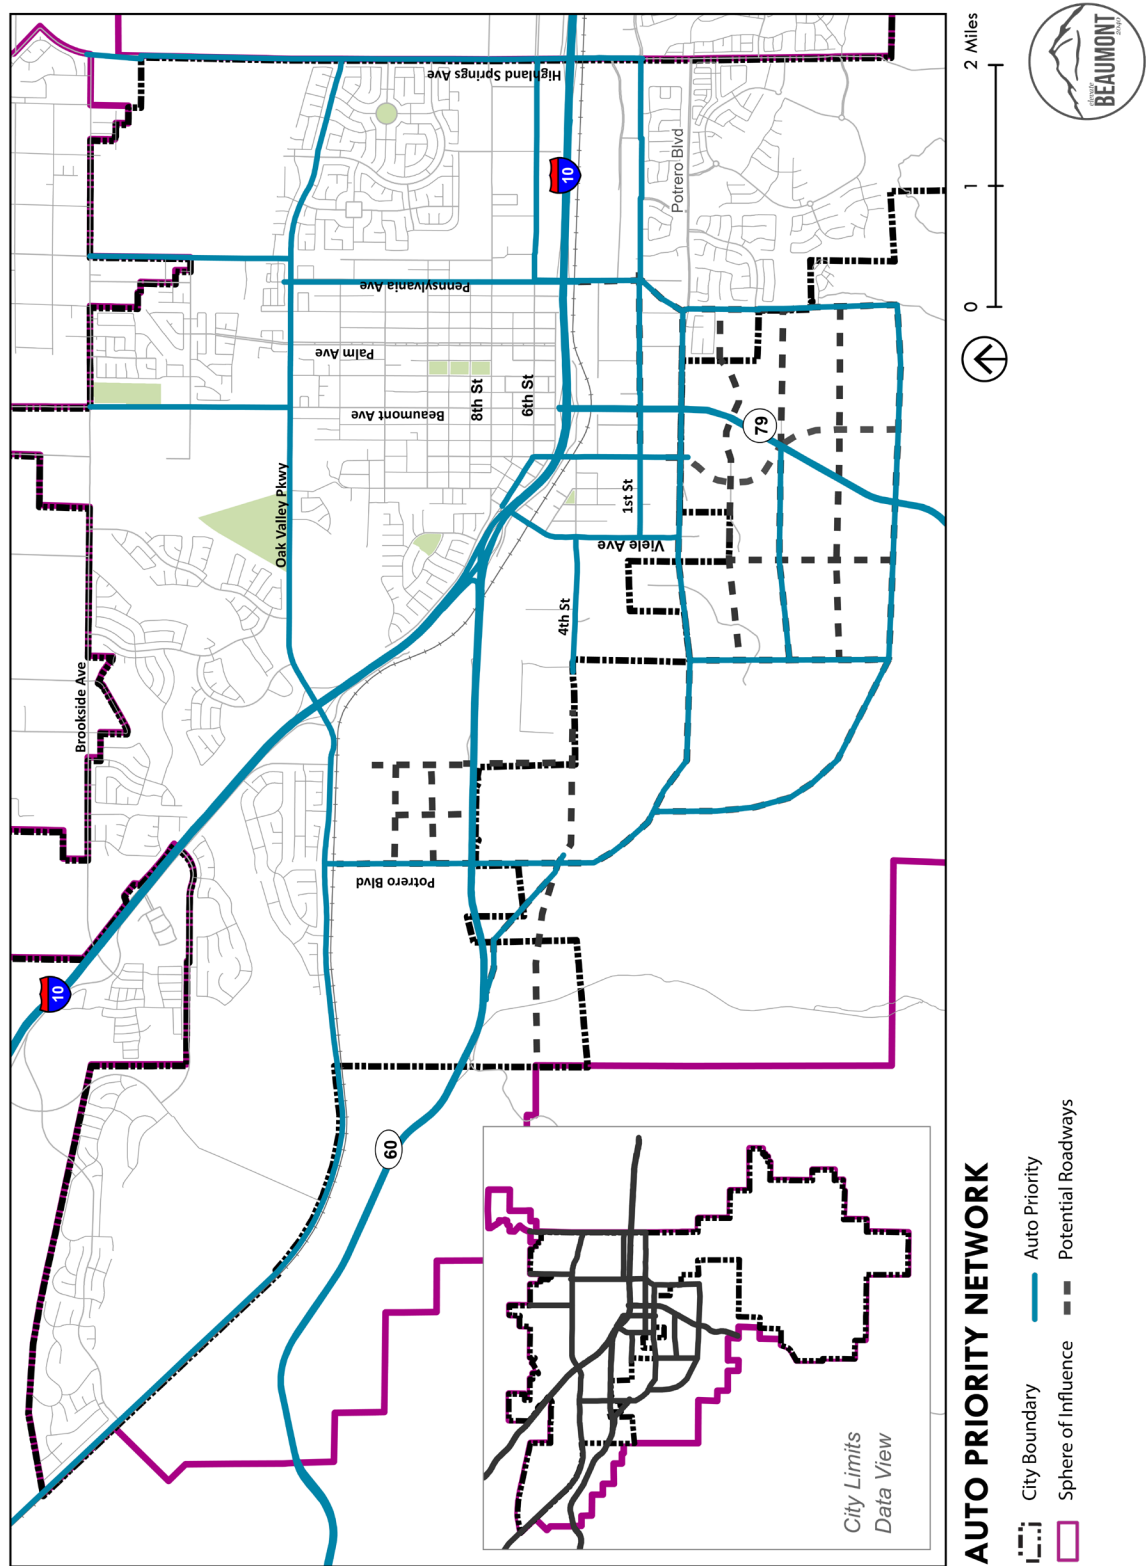 Highland Springs Ave
10
Potrero Blvd
Pennsylvania Ave
Palm Ave
Beaumont Ave
8th St
6th St
79
Oak Valley Pkwy
1st St
Viele Ave
4th St
Brookside Ave
Potrero Blvd
10
60
City Limits
Data View
AUTO PRIORITY NETWORK
City Boundary
Auto Priority
Sphere of Influence
Potential Roadways
0
1
2 Miles
elevate
BEAUMONT
2040